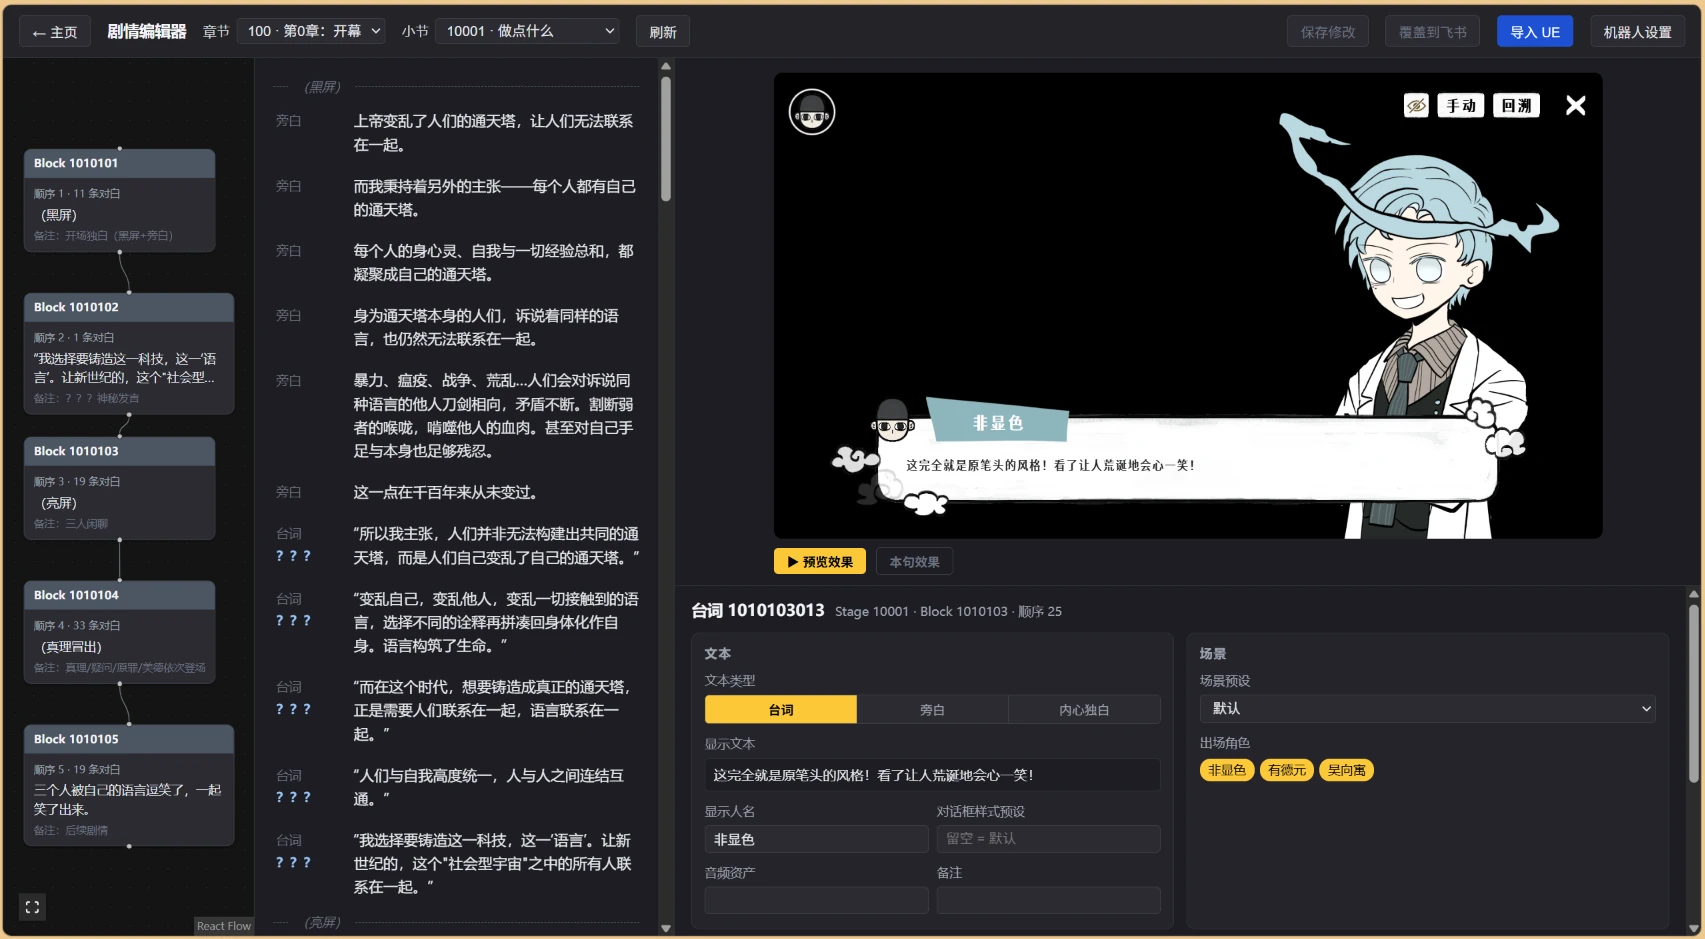 ← 主页
剧情编辑器
章节
100 · 第0章：开幕
小节
10001 · 做点什么
刷新
保存修改
覆盖到飞书
导入 UE
机器人设置
Block 1010101
顺序 1 · 11 条对白
（黑屏）
备注：开场独白（黑屏+旁白）
Block 1010102
顺序 2 · 1 条对白
“我选择要铸造这一科技，这一‘语
言’。让新世纪的，这个"社会型...
备注：？？？神秘发言
Block 1010103
顺序 3 · 19 条对白
（亮屏）
备注：三人闲聊
Block 1010104
顺序 4 · 33 条对白
（真理冒出）
备注：真理/疑问/原罪/美德依次登场
Block 1010105
顺序 5 · 19 条对白
三个人被自己的语言逗笑了，一起
笑了出来。
备注：后续剧情
React Flow
（黑屏）
旁白
上帝变乱了人们的通天塔，让人们无法联系
在一起。
旁白
而我秉持着另外的主张——每个人都有自己
的通天塔。
旁白
每个人的身心灵、自我与一切经验总和，都
凝聚成自己的通天塔。
旁白
身为通天塔本身的人们，诉说着同样的语
言，也仍然无法联系在一起。
旁白
暴力、瘟疫、战争、荒乱...人们会对诉说同
种语言的他人刀剑相向，矛盾不断。割断弱
者的喉咙，啃噬他人的血肉。甚至对自己手
足与本身也足够残忍。
旁白
这一点在千百年来从未变过。
台词
？？？
“所以我主张，人们并非无法构建出共同的通
天塔，而是人们自己变乱了自己的通天塔。”
台词
？？？
“变乱自己，变乱他人，变乱一切接触到的语
言，选择不同的诠释再拼凑回身体化作自
身。语言构筑了生命。”
台词
？？？
“而在这个时代，想要铸造成真正的通天塔，
正是需要人们联系在一起，语言联系在一
起。”
台词
？？？
“人们与自我高度统一，人与人之间连结互
通。”
台词
？？？
“我选择要铸造这一科技，这一‘语言’。让新
世纪的，这个"社会型宇宙"之中的所有人联
系在一起。”
（亮屏）
手动
回溯
非显色
这完全就是原笔头的风格！看了让人荒诞地会心一笑！
▶ 预览效果
本句效果
台词 1010103013
Stage 10001 · Block 1010103 · 顺序 25
文本
文本类型
台词
旁白
内心独白
显示文本
这完全就是原笔头的风格！看了让人荒诞地会心一笑！
显示人名
对话框样式预设
非显色
留空 = 默认
音频资产
备注
场景
场景预设
默认
出场角色
非显色
有德元
吴向寓